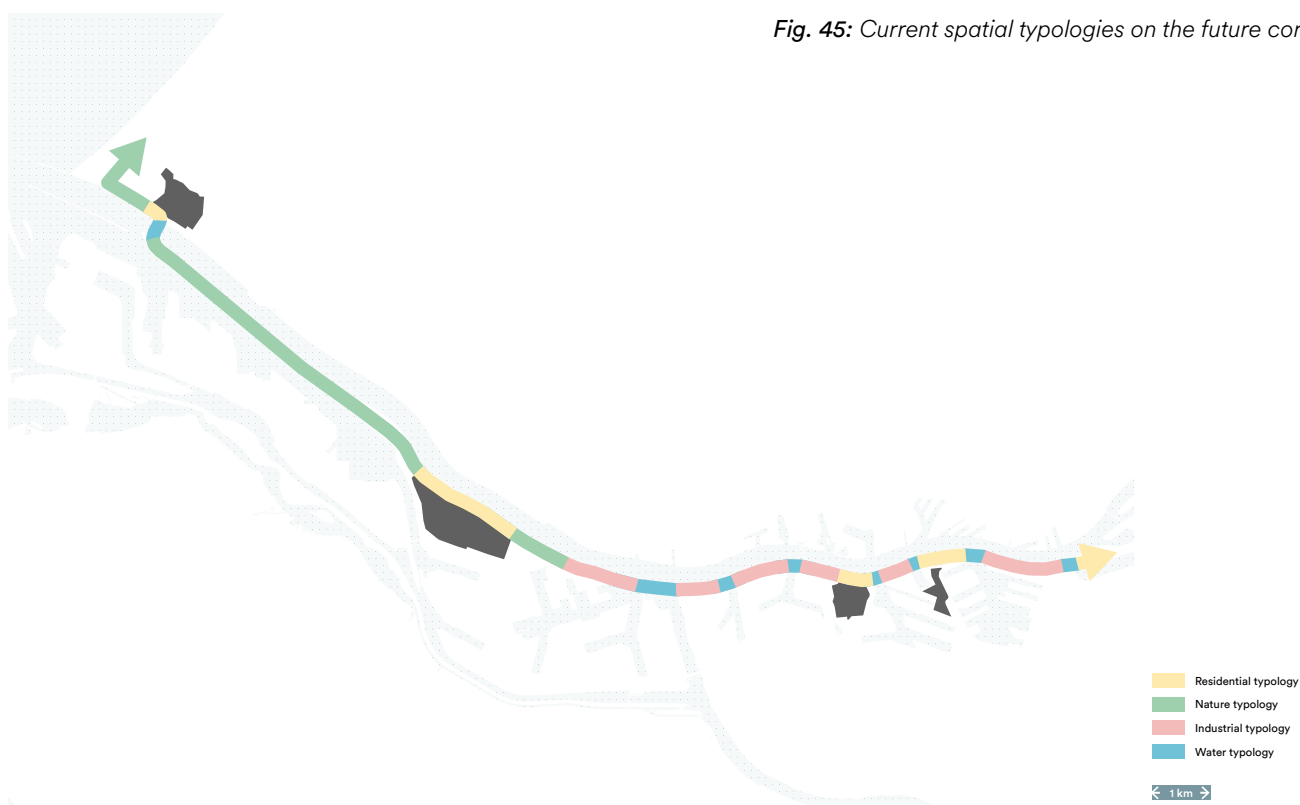 Fig. 45: Current spatial typologies on the future cor
Residential typology
Nature typology
Industrial typology
Water typology
1 km